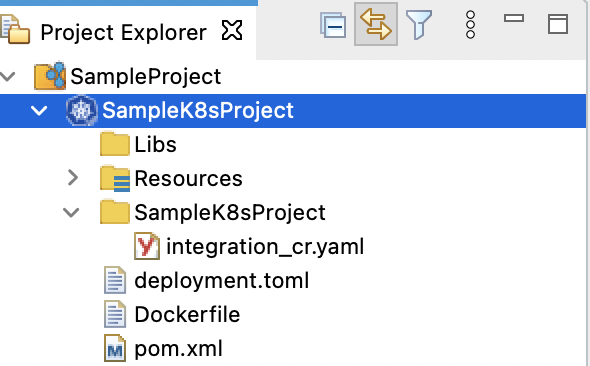 Project Explorer
SampleProject
SampleK8sProject
Libs
Resources
SampleK8sProject
integration_cr.yaml
deployment.toml
Dockerfile
pom.xml